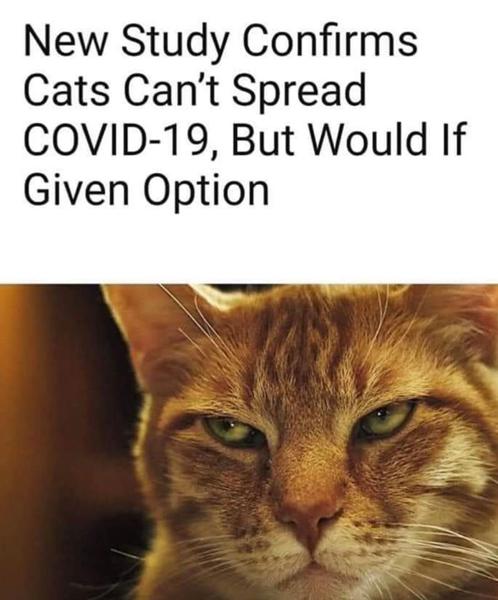 New Study Confirms
Cats Can't Spread
COVID-19, But Would If
Given Option